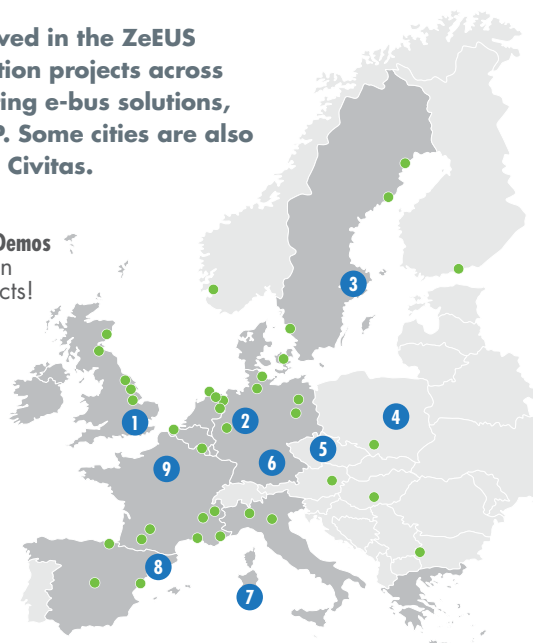 ved in the ZeEUS
tion projects across
ing e-bus solutions,
P. Some cities are also
Civitas.
Demos
n
cts!
3
4
1
2
5
6
9
8
7